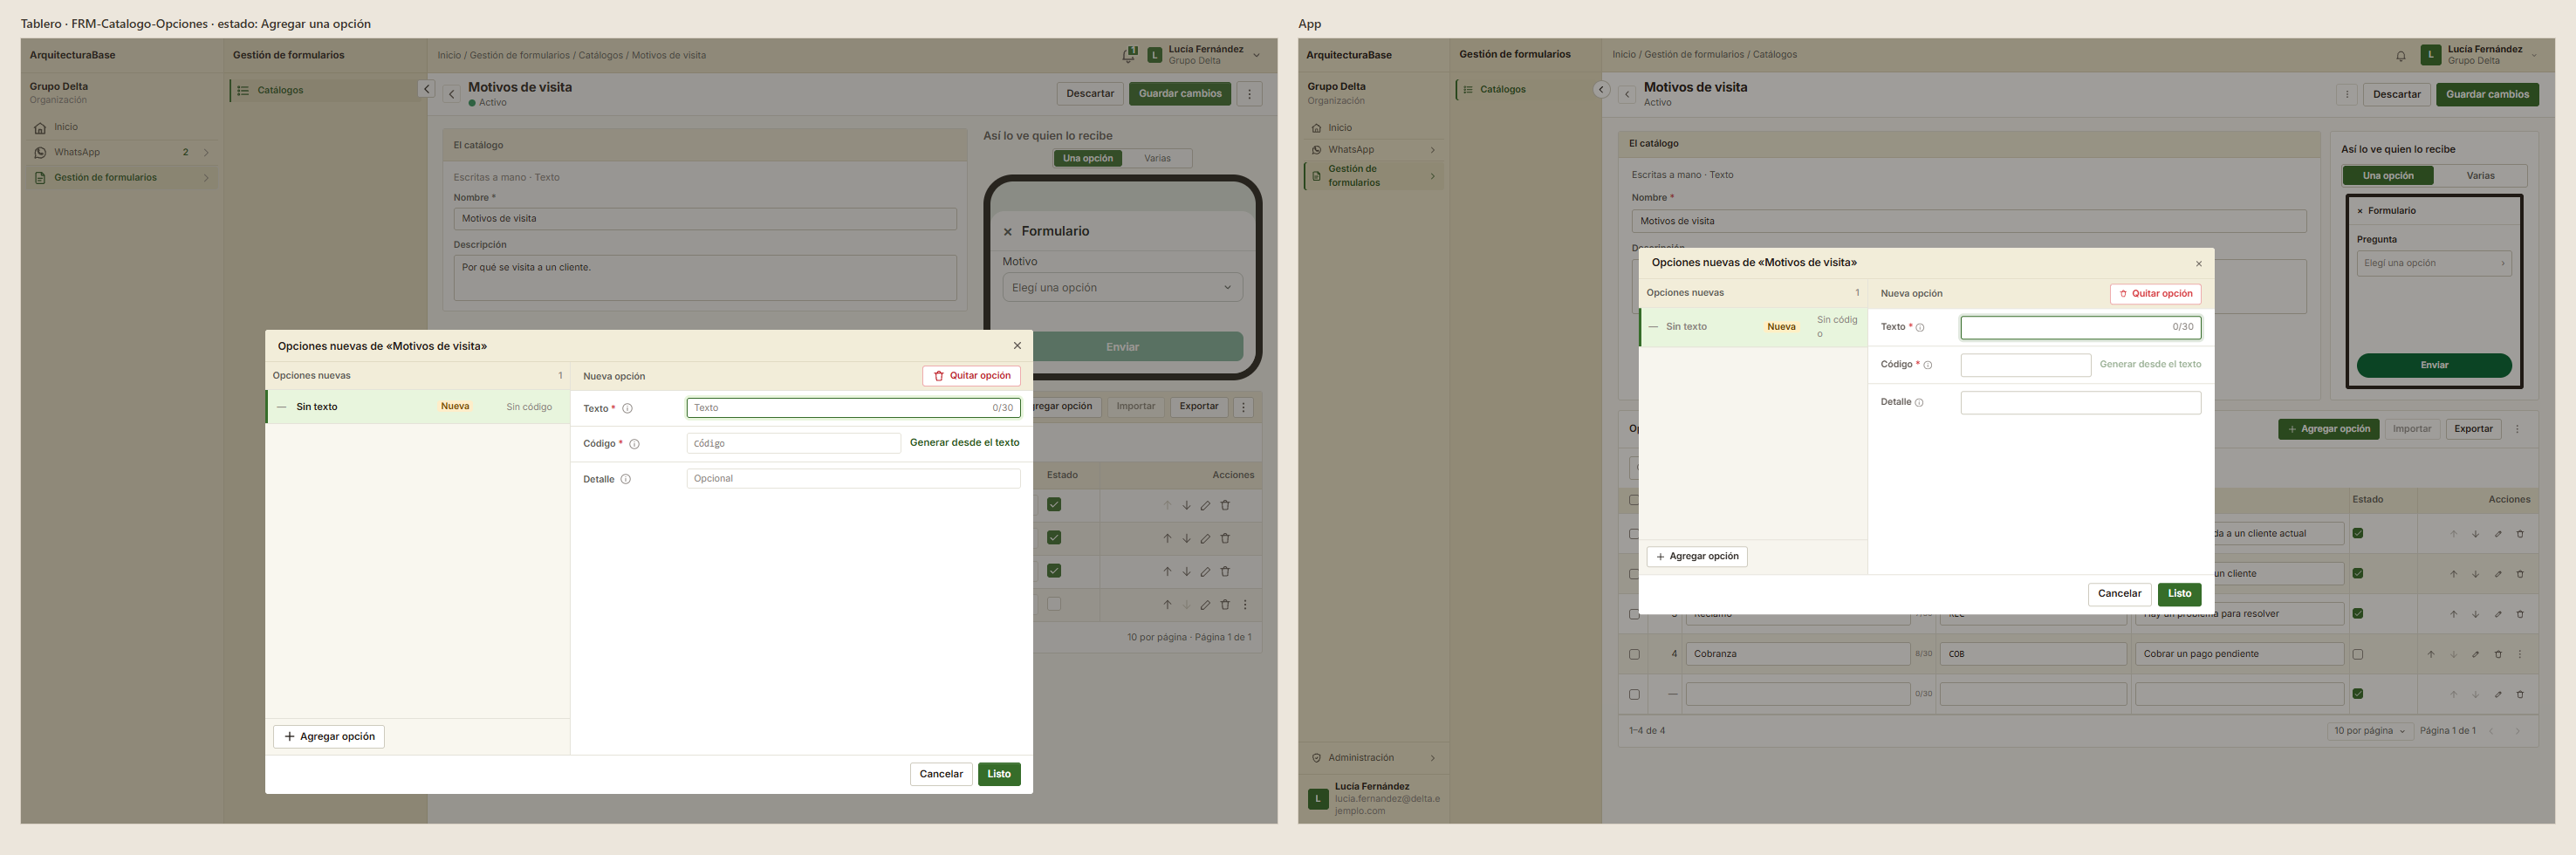 Tablero · FRM-Catalogo-Opciones · estado: Agregar una opción
ArquitecturaBase
Grupo Delta
Organización
Inicio
WhatsApp 2
Gestión de formularios
Gestión de formularios
Catálogos
Inicio / Gestión de formularios / Catálogos / Motivos de visita
1
L
Lucía Fernández
Grupo Delta
Motivos de visita
Activo
Descartar
Guardar cambios
El catálogo
Escritas a mano · Texto
Nombre *
Motivos de visita
Descripción
Por qué se visita a un cliente.
Así lo ve quien lo recibe
Una opción
Varias
× Formulario
Motivo
Elegí una opción
Enviar
gregar opción
Importar
Exportar
Estado
Acciones
10 por página · Página 1 de 1
Opciones nuevas de «Motivos de visita»
Opciones nuevas 1
— Sin texto Nueva Sin código
+ Agregar opción
Nueva opción
Quitar opción
Texto *
Texto 0/30
Código *
Código
Generar desde el texto
Detalle
Opcional
Cancelar
Listo
App
ArquitecturaBase
Grupo Delta
Organización
Inicio
WhatsApp
Gestión de
formularios
Administración
L
Lucía Fernández
lucia.fernandez@delta.e
jemplo.com
Gestión de formularios
Catálogos
Inicio / Gestión de formularios / Catálogos
L
Lucía Fernández
Grupo Delta
Motivos de visita
Activo
Descartar
Guardar cambios
El catálogo
Escritas a mano · Texto
Nombre *
Motivos de visita
Así lo ve quien lo recibe
Una opción
Varias
× Formulario
Pregunta
Elegí una opción
Enviar
Opciones nuevas de «Motivos de visita»
Opciones nuevas 1
— Sin texto Nueva Sin códig
o
+ Agregar opción
Nueva opción
Quitar opción
Texto *
0/30
Código *
Generar desde el texto
Detalle
Cancelar
Listo
Op
+ Agregar opción
Importar
Exportar
Estado
Acciones
da a un cliente actual
un cliente
para resolver
4 Cobranza 8/30 COB Cobrar un pago pendiente
— 0/30
1–4 de 4
10 por página
Página 1 de 1